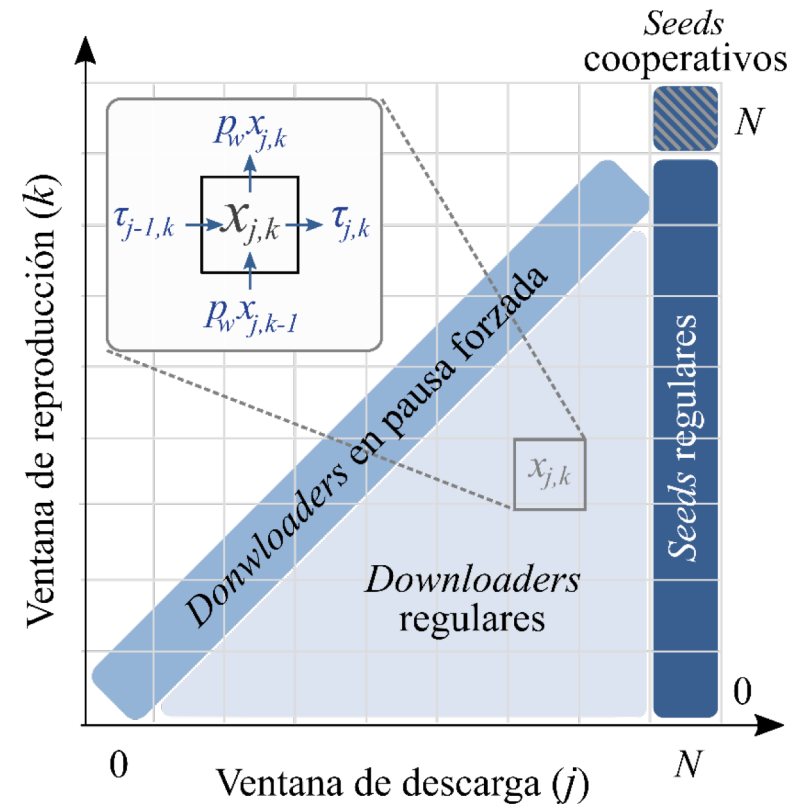 Seeds
cooperativos
N
p_w x_{j,k}
τ_{j-1,k}
x_{j,k}
τ_{j,k}
p_w x_{j,k-1}
Ventana de reproducción (k)
Donwloaders en pausa forzada
x_{j,k}
Seeds regulares
Downloaders
regulares
0
0
N
Ventana de descarga (j)